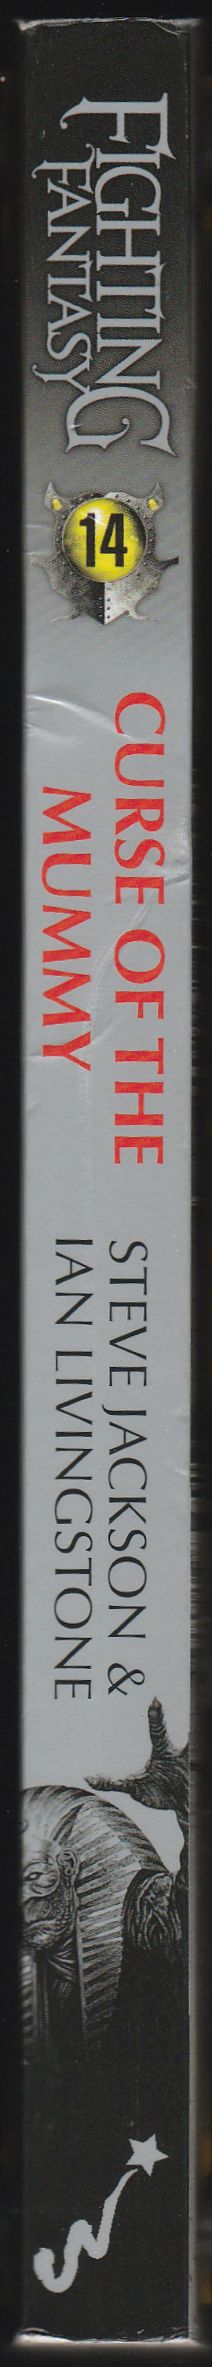 FIGHTING
FANTASY
14
CURSE OF THE
MUMMY
STEVE JACKSON &
IAN LIVINGSTONE